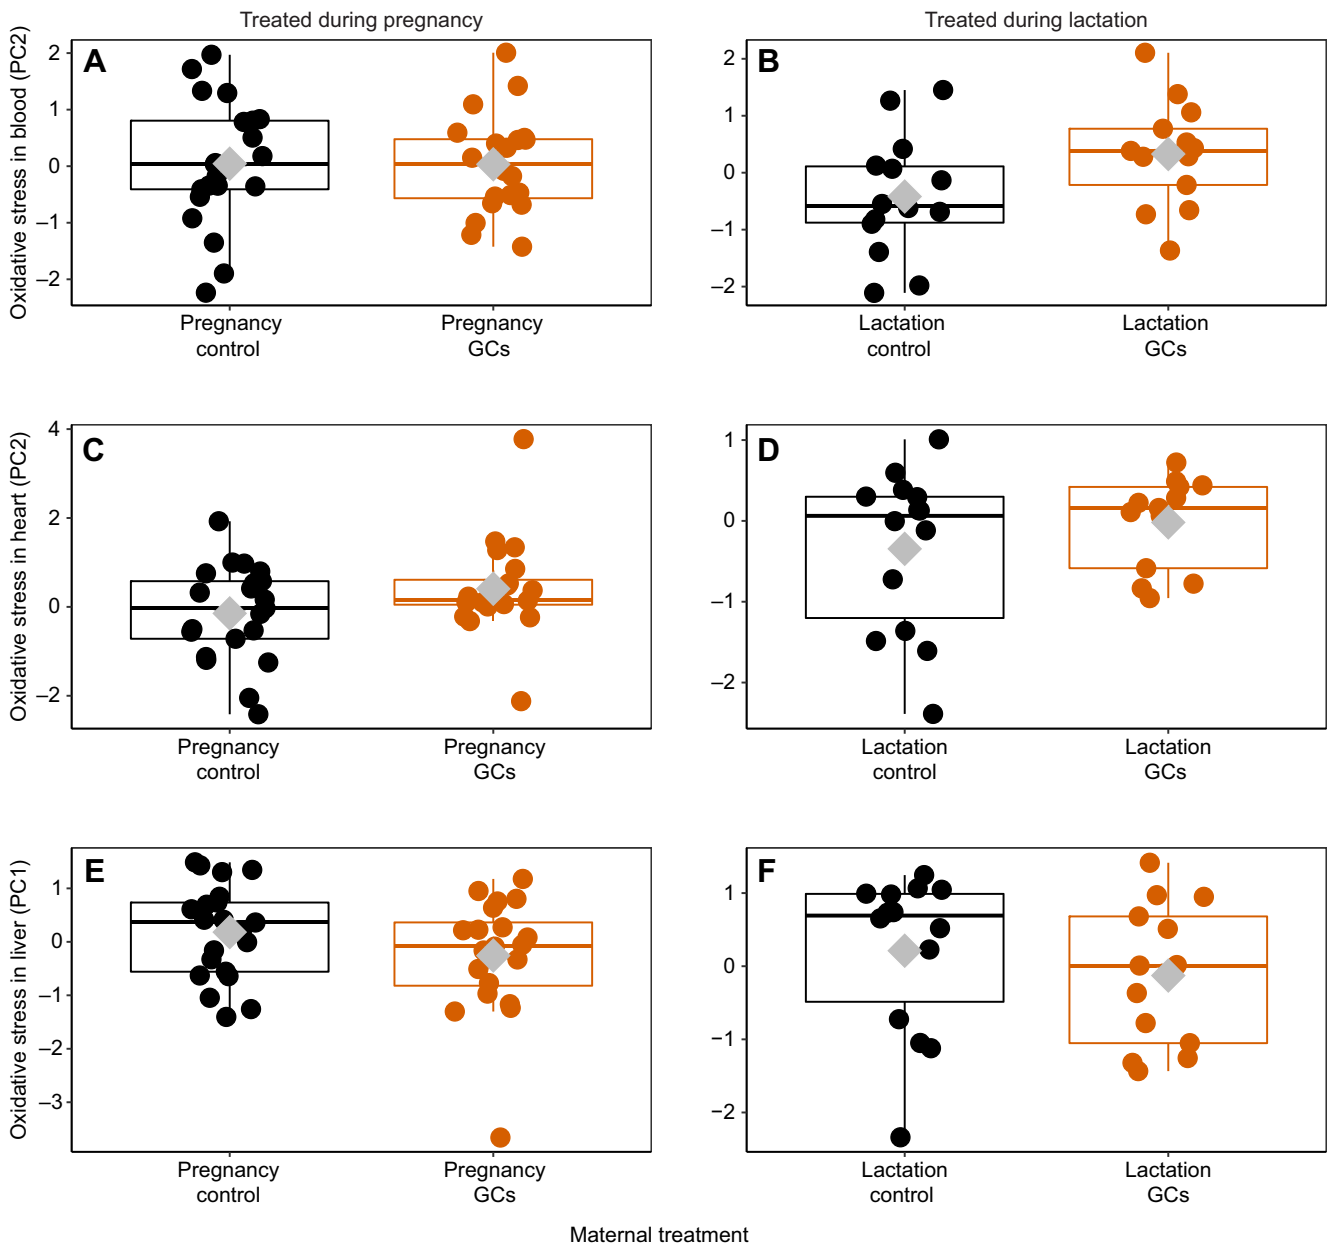 Treated during pregnancy
Treated during lactation
Oxidative stress in blood (PC2)
A
2
1
0
–1
–2
Pregnancy
control
Pregnancy
GCs
B
2
1
0
–1
–2
Lactation
control
Lactation
GCs
Oxidative stress in heart (PC2)
C
4
2
0
–2
Pregnancy
control
Pregnancy
GCs
D
1
0
–1
–2
Lactation
control
Lactation
GCs
Oxidative stress in liver (PC1)
E
1
0
–1
–2
–3
Pregnancy
control
Pregnancy
GCs
F
1
0
–1
–2
Lactation
control
Lactation
GCs
Maternal treatment